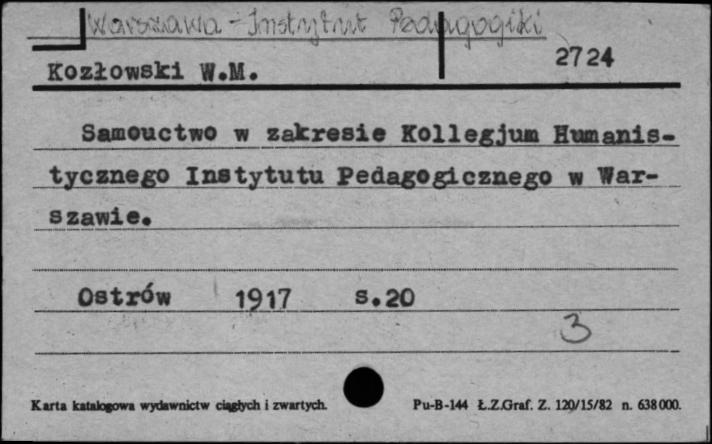 Warszawa - Instytut Pedagogiki
2724
Kozłowski W.M.
Samouctwo w zakresie Kollegjum Humanis-
tycznego Instytutu Pedagogicznego w War-
szawie.
Ostrów 1917 s.20
3
Karta katalogowa wydawnictw ciągłych i zwartych. Pu-B-144 Ł.Z.Graf. Z. 120/15/82 n. 638000.